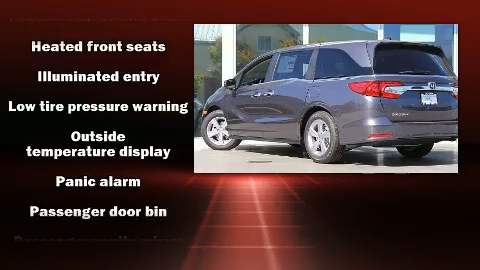 Heated front seats
Illuminated entry
Low tire pressure warning
Outside
temperature display
Panic alarm
Passenger door bin